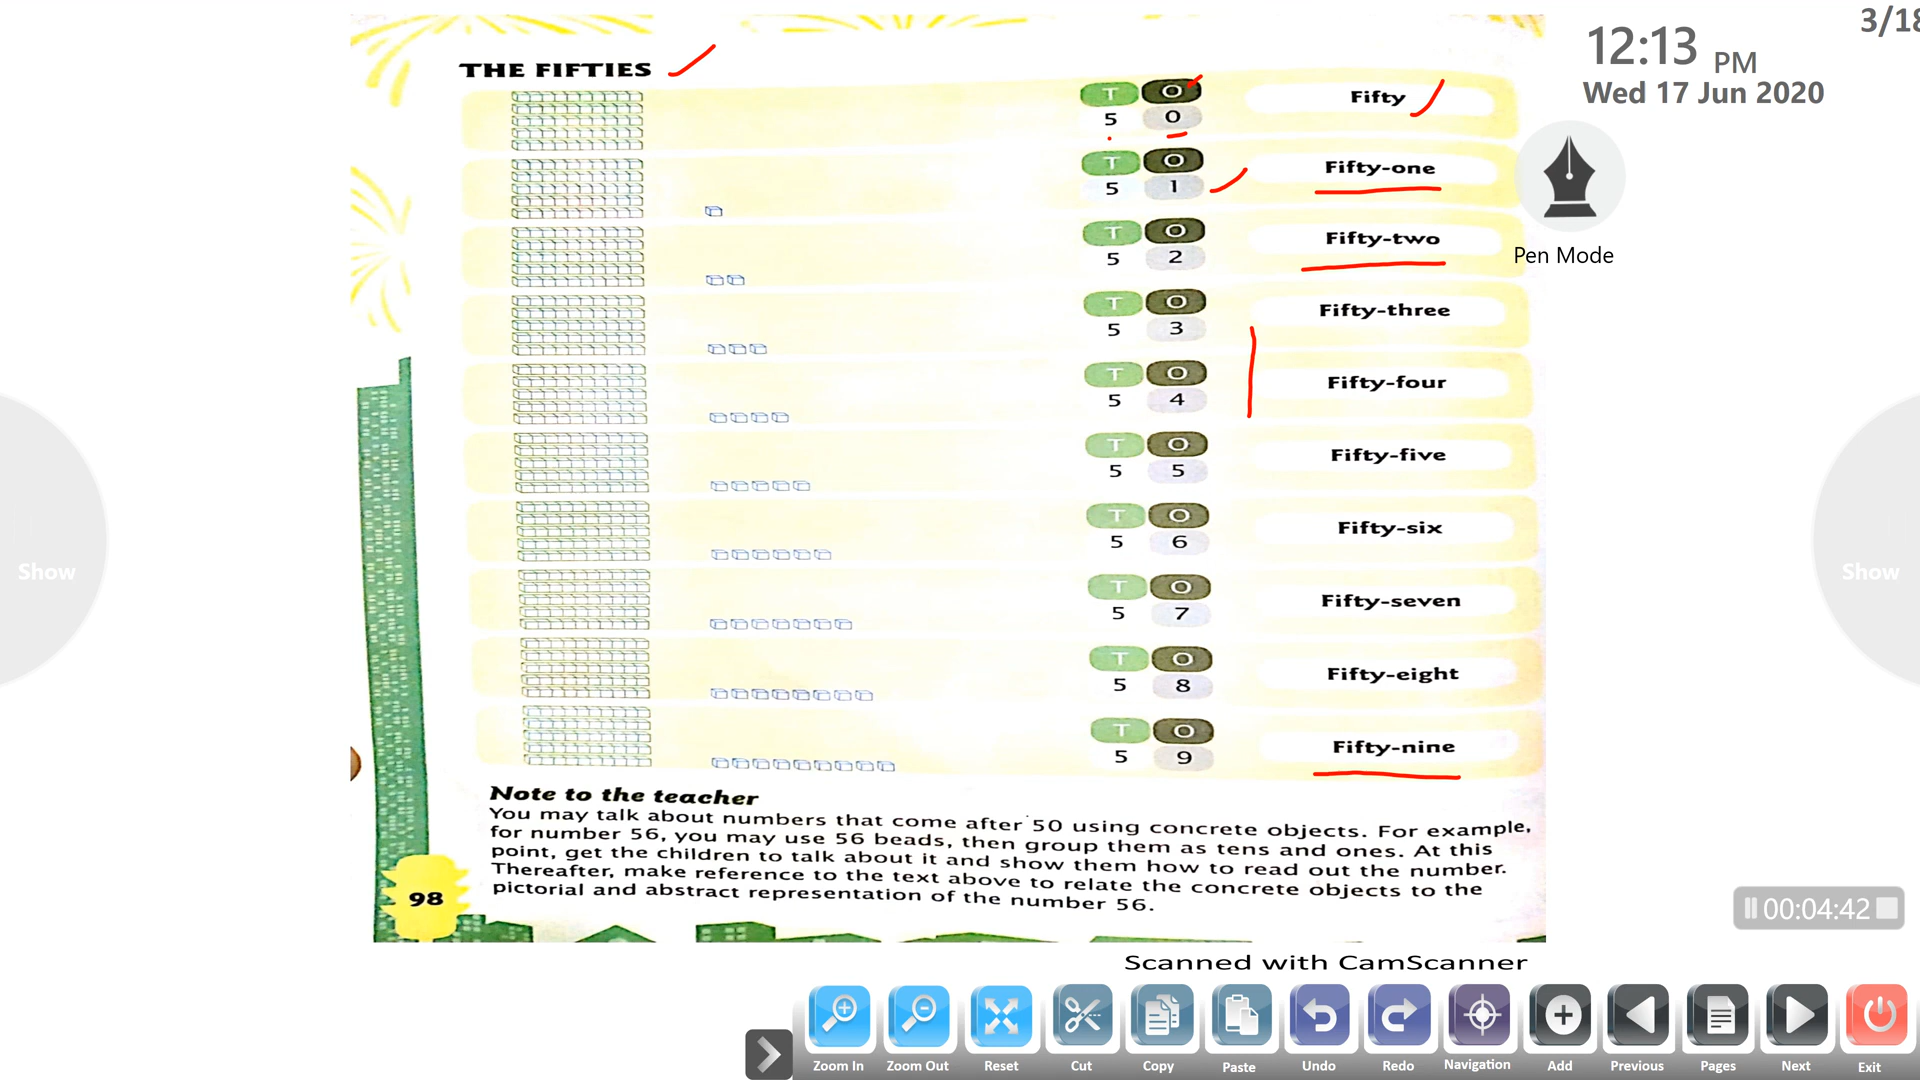 3/18
12:13 PM
Wed 17 Jun 2020
THE FIFTIES
T O Fifty
5 0
T O Fifty-one
5 1
T O Fifty-two
5 2
T O Fifty-three
5 3
T O Fifty-four
5 4
T O Fifty-five
5 5
T O Fifty-six
5 6
T O Fifty-seven
5 7
T O Fifty-eight
5 8
T O Fifty-nine
5 9
Pen Mode
Show
Show
Note to the teacher
You may talk about numbers that come after 50 using concrete objects. For example,
for number 56, you may use 56 beads, then group them as tens and ones. At this
point, get the children to talk about it and show them how to read out the number.
Thereafter, make reference to the text above to relate the concrete objects to the
pictorial and abstract representation of the number 56.
98
00:04:42
Scanned with CamScanner
Zoom In Zoom Out Reset Cut Copy Paste Undo Redo Navigation Add Previous Pages Next Exit